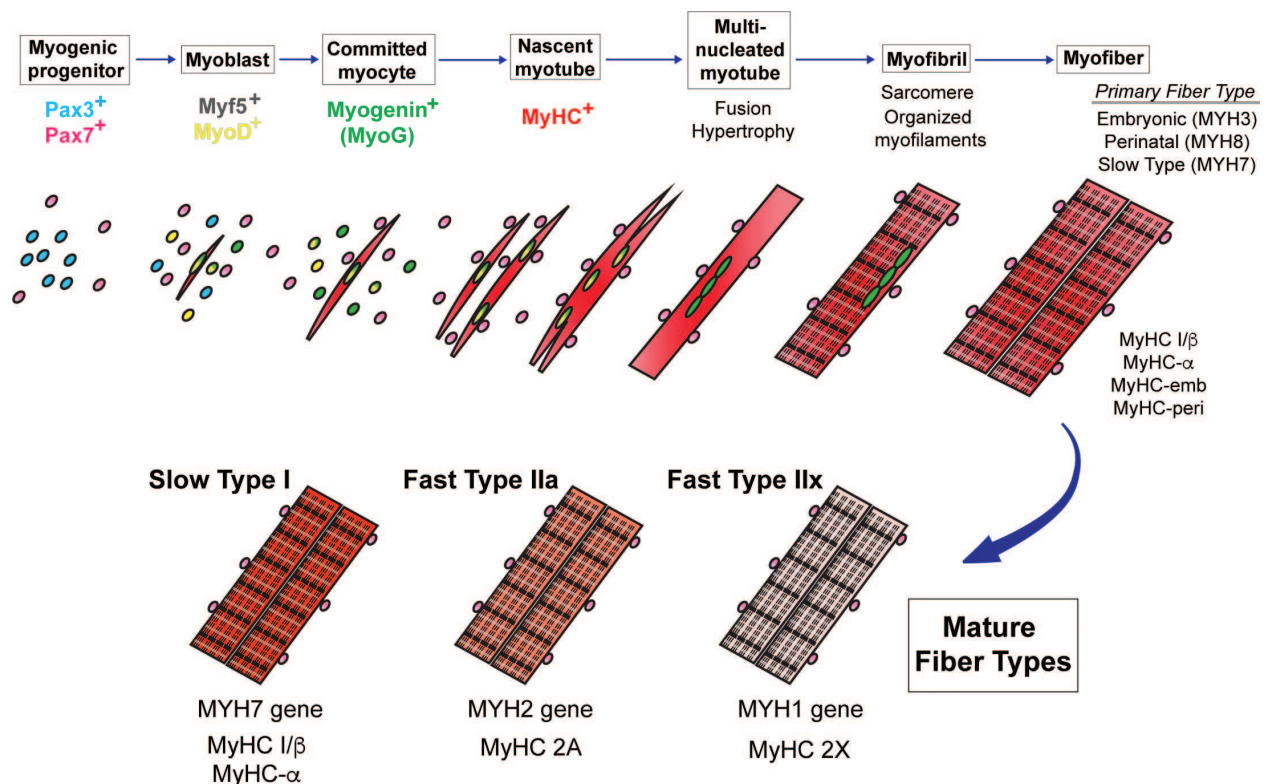 Myogenic
progenitor
Pax3+
Pax7+
Myoblast
Myf5+
MyoD+
Committed
myocyte
Myogenin+
(MyoG)
Nascent
myotube
MyHC+
Multi-
nucleated
myotube
Fusion
Hypertrophy
Myofibril
Sarcomere
Organized
myofilaments
Myofiber
Primary Fiber Type
Embryonic (MYH3)
Perinatal (MYH8)
Slow Type (MYH7)
MyHC I/β
MyHC-α
MyHC-emb
MyHC-peri
Slow Type I
MYH7 gene
MyHC I/β
MyHC-α
Fast Type IIa
MYH2 gene
MyHC 2A
Fast Type IIx
MYH1 gene
MyHC 2X
Mature
Fiber Types